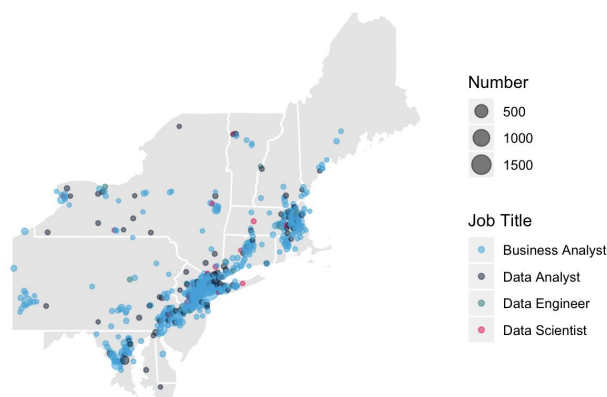 Number
500
1000
1500
Job Title
Business Analyst
Data Analyst
Data Engineer
Data Scientist